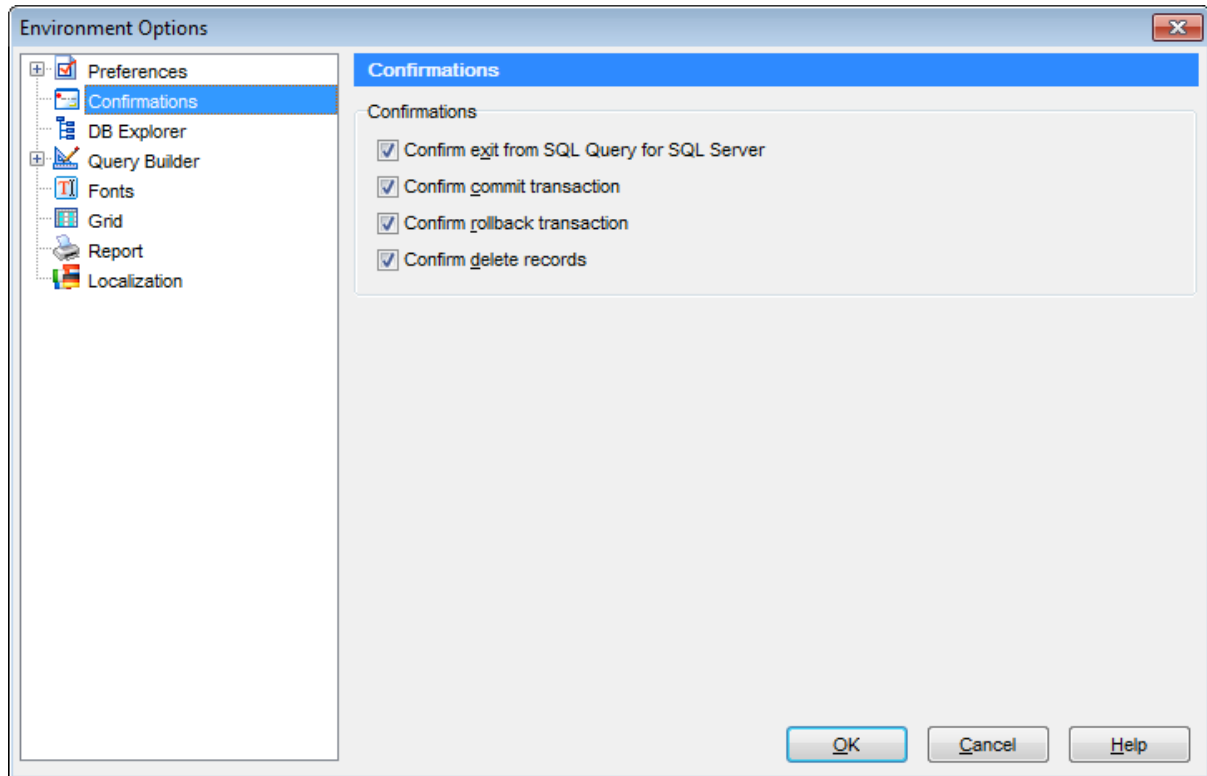 Environment Options
Preferences
Confirmations
DB Explorer
Query Builder
Fonts
Grid
Report
Localization
Confirmations
Confirmations
Confirm exit from SQL Query for SQL Server
Confirm commit transaction
Confirm rollback transaction
Confirm delete records
OK
Cancel
Help